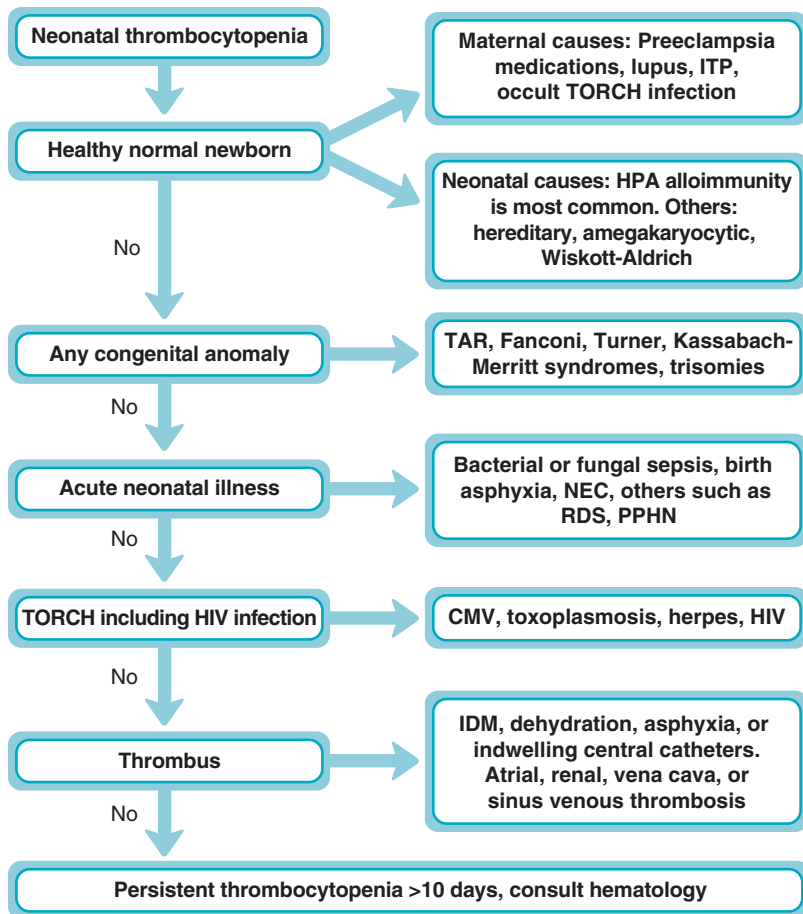 Neonatal thrombocytopenia
Maternal causes: Preeclampsia
medications, lupus, ITP,
occult TORCH infection
Healthy normal newborn
Neonatal causes: HPA alloimmunity
is most common. Others:
hereditary, amegakaryocytic,
Wiskott-Aldrich
No
Any congenital anomaly
TAR, Fanconi, Turner, Kassabach-
Merritt syndromes, trisomies
No
Acute neonatal illness
Bacterial or fungal sepsis, birth
asphyxia, NEC, others such as
RDS, PPHN
No
TORCH including HIV infection
CMV, toxoplasmosis, herpes, HIV
No
Thrombus
IDM, dehydration, asphyxia, or
indwelling central catheters.
Atrial, renal, vena cava, or
sinus venous thrombosis
No
Persistent thrombocytopenia >10 days, consult hematology